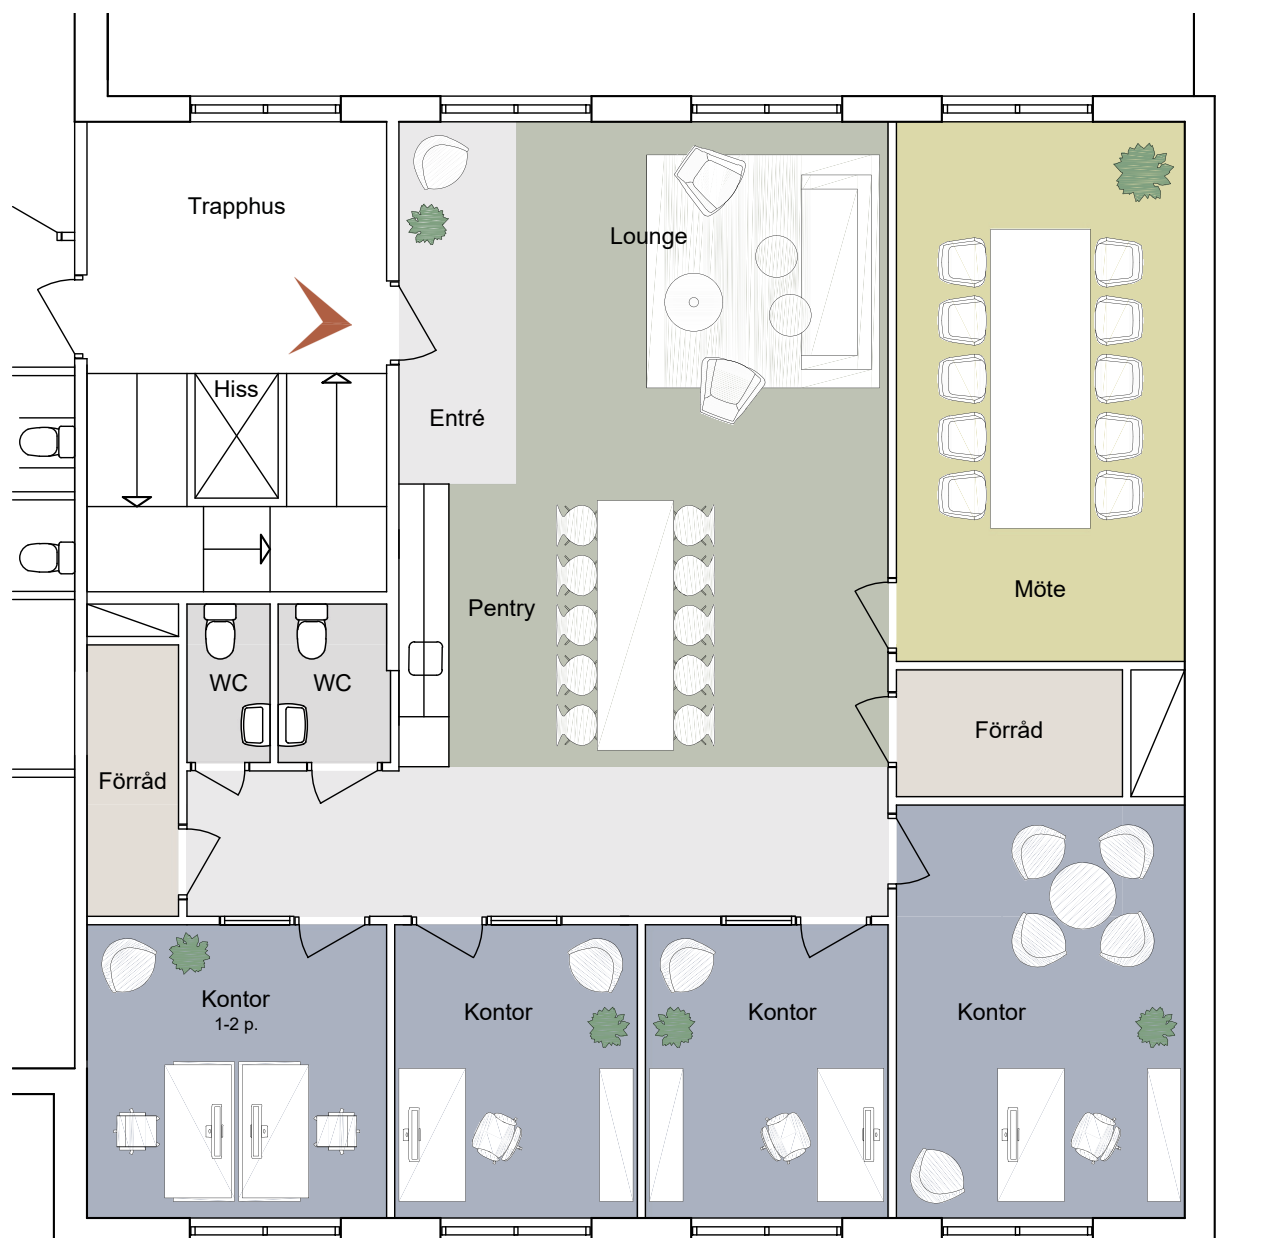 Trapphus
Lounge
Hiss
Entré
Möte
Pentry
WC
WC
Förråd
Förråd
Kontor
1-2 p.
Kontor
Kontor
Kontor